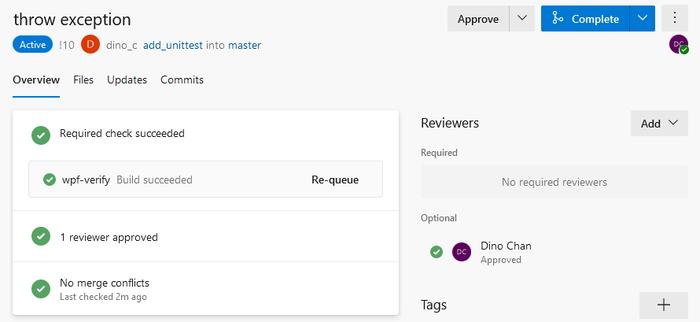 throw exception
Approve
Complete
Active !10 D dino_c add_unittest into master
DC
Overview Files Updates Commits
Required check succeeded
wpf-verify Build succeeded Re-queue
1 reviewer approved
No merge conflicts
Last checked 2m ago
Reviewers
Add
Required
No required reviewers
Optional
DC Dino Chan
Approved
Tags